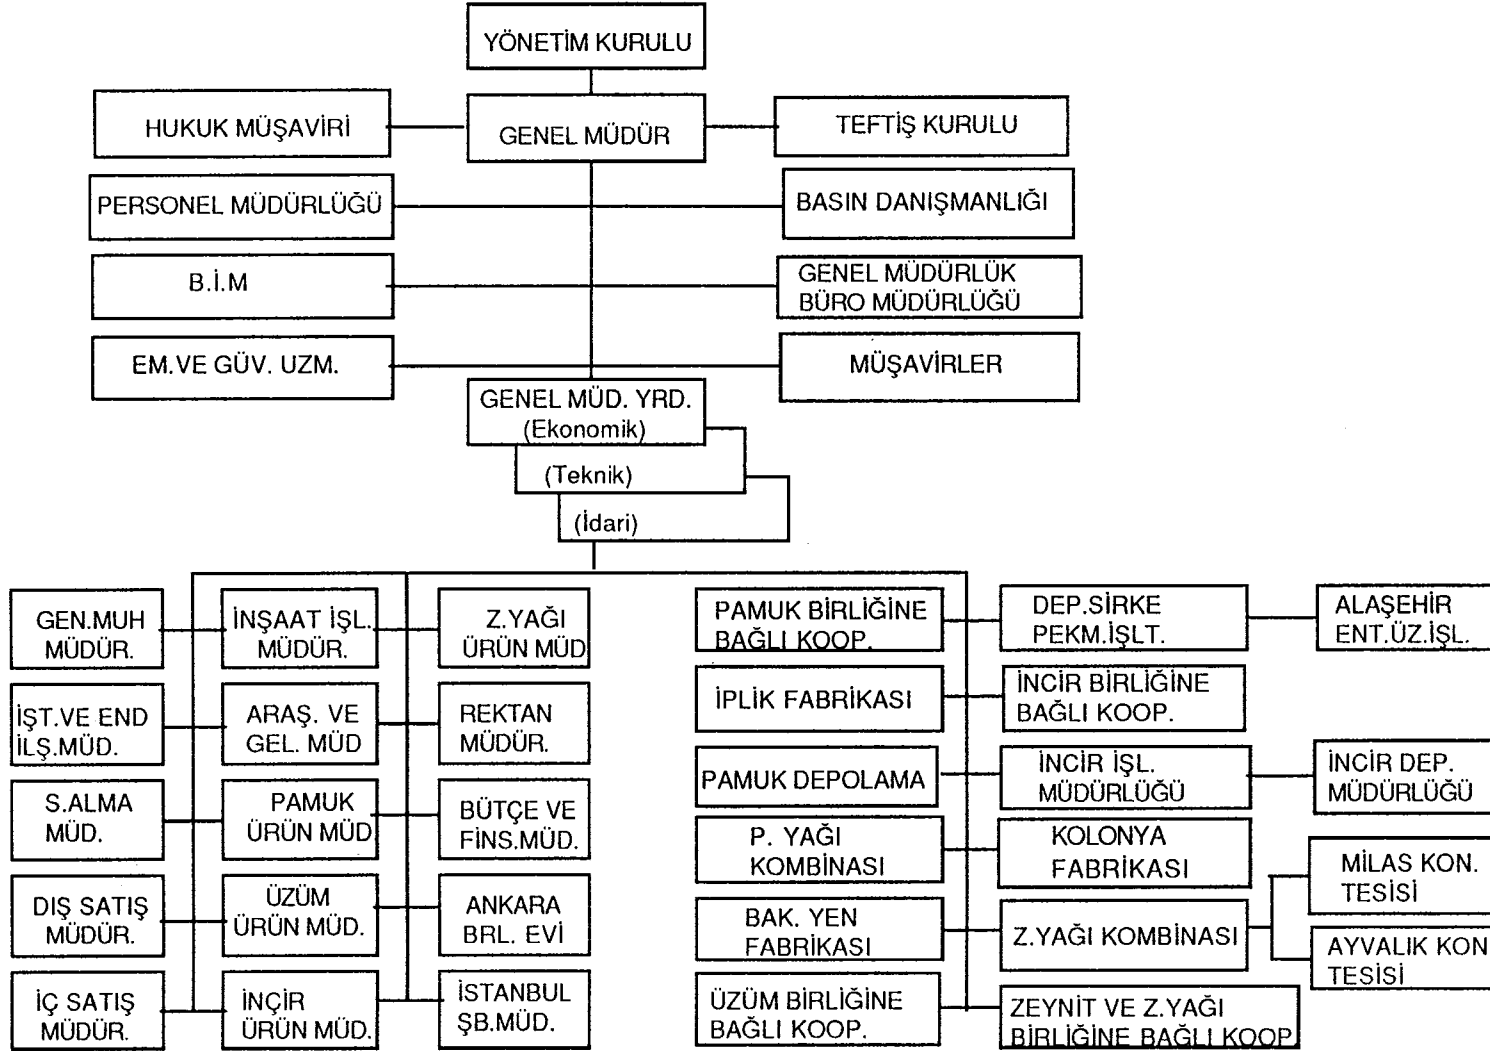 YÖNETİM KURULU
HUKUK MÜŞAVİRİ
GENEL MÜDÜR
TEFTİŞ KURULU
PERSONEL MÜDÜRLÜĞÜ
BASIN DANIŞMANLIĞI
B.İ.M
GENEL MÜDÜRLÜK
BÜRO MÜDÜRLÜĞÜ
EM.VE GÜV. UZM.
MÜŞAVİRLER
GENEL MÜD. YRD.
(Ekonomik)
(Teknik)
(İdari)
GEN.MUH
MÜDÜR.
İNŞAAT İŞL.
MÜDÜR.
Z.YAĞI
ÜRÜN MÜD
PAMUK BİRLİĞİNE
BAĞLI KOOP.
DEP.SİRKE
PEKM.İŞLT.
ALAŞEHİR
ENT.ÜZ.İŞL.
İŞT.VE END
İLŞ.MÜD.
ARAŞ. VE
GEL. MÜD
REKTAN
MÜDÜR.
İPLİK FABRİKASI
İNCİR BİRLİĞİNE
BAĞLI KOOP.
S.ALMA
MÜD.
PAMUK
ÜRÜN MÜD
BÜTÇE VE
FİNS.MÜD.
PAMUK DEPOLAMA
İNCİR İŞL.
MÜDÜRLÜĞÜ
İNCİR DEP.
MÜDÜRLÜĞÜ
P. YAĞI
KOMBİNASI
KOLONYA
FABRİKASI
MİLAS KON.
TESİSİ
DIŞ SATIŞ
MÜDÜR.
ÜZÜM
ÜRÜN MÜD.
ANKARA
BRL. EVİ
BAK. YEN
FABRİKASI
Z.YAĞI KOMBİNASI
AYVALIK KON
TESİSİ
İÇ SATIŞ
MÜDÜR.
İNÇİR
ÜRÜN MÜD.
İSTANBUL
ŞB.MÜD.
ÜZÜM BİRLİĞİNE
BAĞLI KOOP.
ZEYNİT VE Z.YAĞI
BİRLİĞİNE BAĞLI KOOP